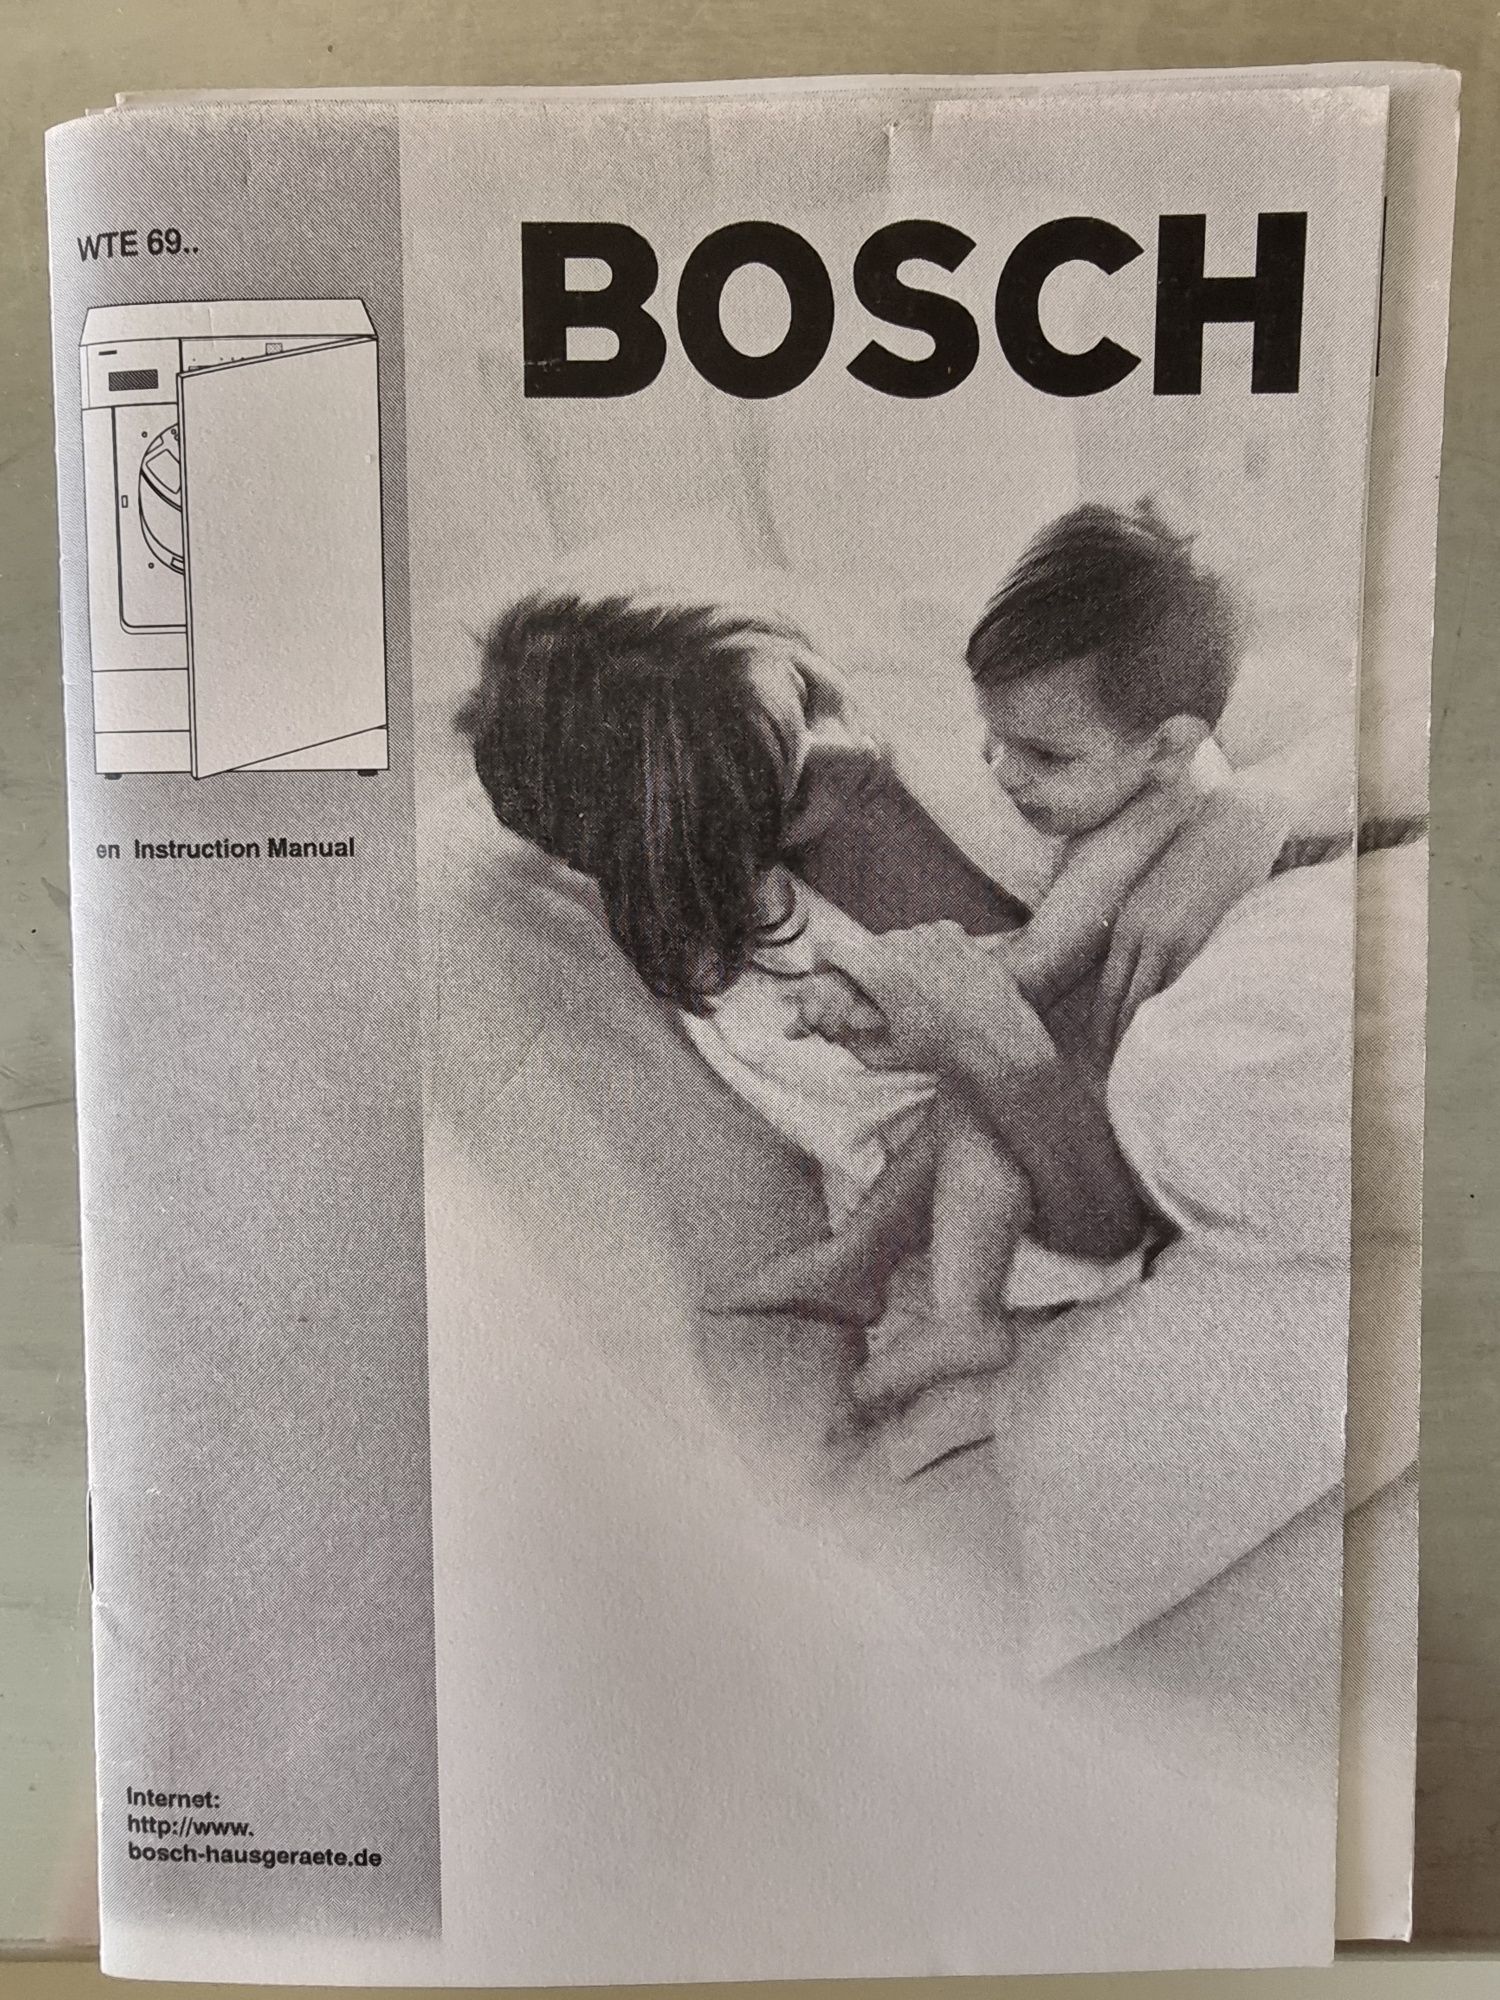 WTE 69..
BOSCH
en Instruction Manual
Internet:
http://www.
bosch-hausgeraete.de